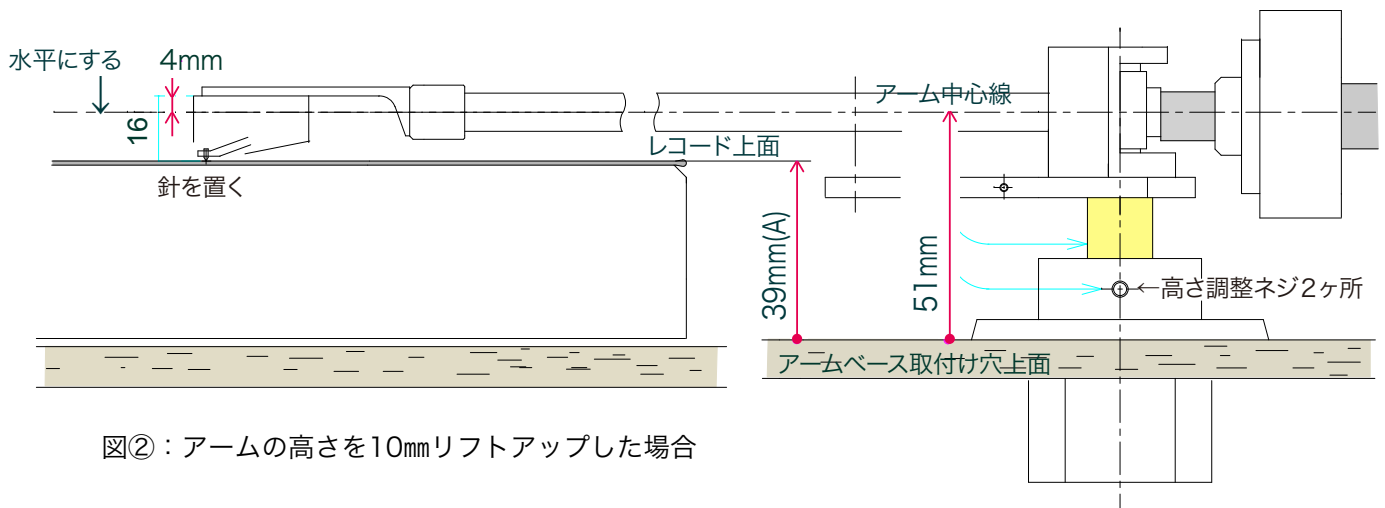 水平にする
4mm
16
アーム中心線
レコード上面
針を置く
39mm(A)
51mm
←高さ調整ネジ2ヶ所
アームベース取付け穴上面
図②：アームの高さを10㎜リフトアップした場合